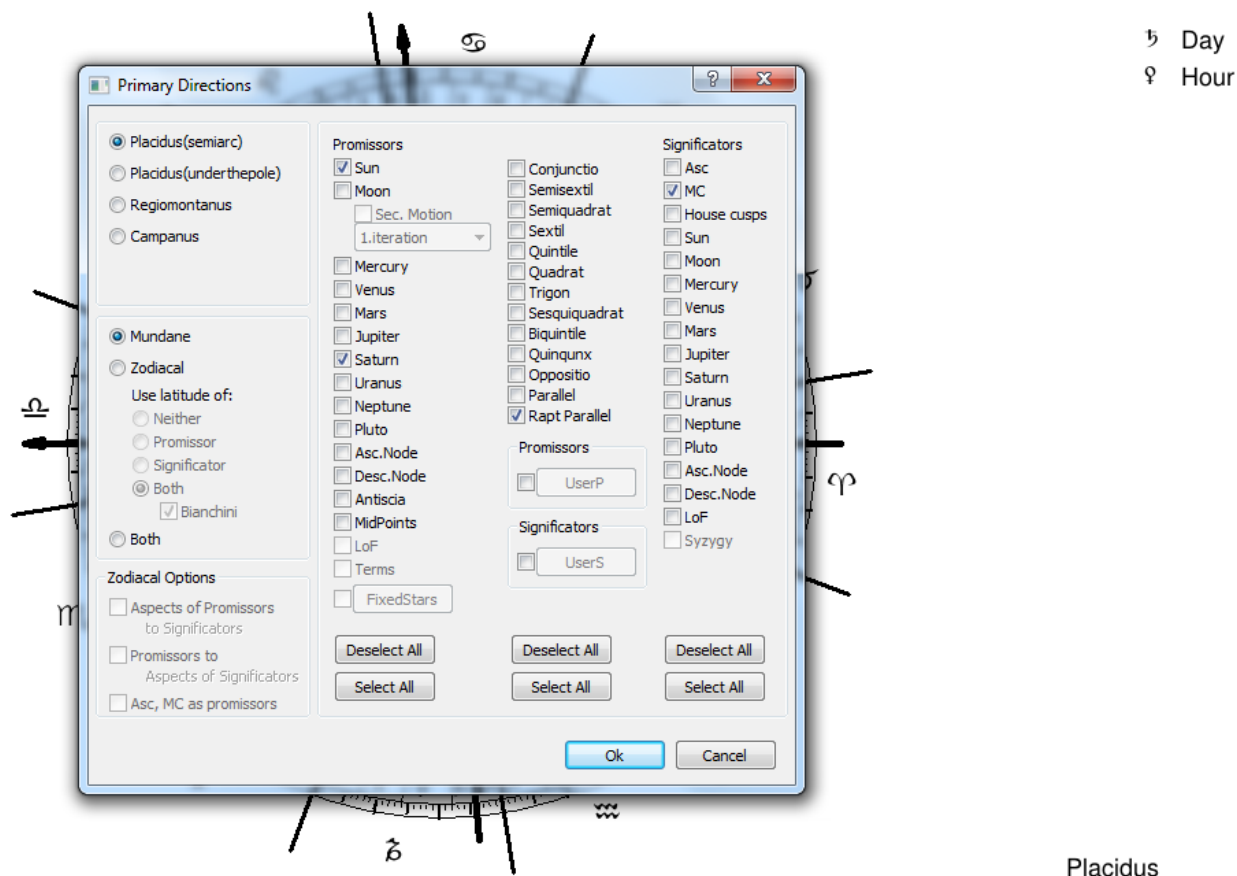 ♄ Day
♀ Hour
♋
Primary Directions
Placidus(semiarc)
Placidus(underthepole)
Regiomontanus
Campanus
Mundane
Zodiacal
Use latitude of:
Neither
Promissor
Significator
Both
Bianchini
Both
Zodiacal Options
Aspects of Promissors
to Significators
Promissors to
Aspects of Significators
Asc, MC as promissors
Promissors
Sun
Moon
Sec. Motion
1.iteration
Mercury
Venus
Mars
Jupiter
Saturn
Uranus
Neptune
Pluto
Asc.Node
Desc.Node
Antiscia
MidPoints
LoF
Terms
FixedStars
Deselect All
Select All
Conjunctio
Semisextil
Semiquadrat
Sextil
Quintile
Quadrat
Trigon
Sesquiquadrat
Biquintile
Quinqunx
Oppositio
Parallel
Rapt Parallel
Promissors
UserP
Significators
UserS
Deselect All
Select All
Significators
Asc
MC
House cusps
Sun
Moon
Mercury
Venus
Mars
Jupiter
Saturn
Uranus
Neptune
Pluto
Asc.Node
Desc.Node
LoF
Syzygy
Deselect All
Select All
Ok
Cancel
♎
♈
♒
♑
Placidus